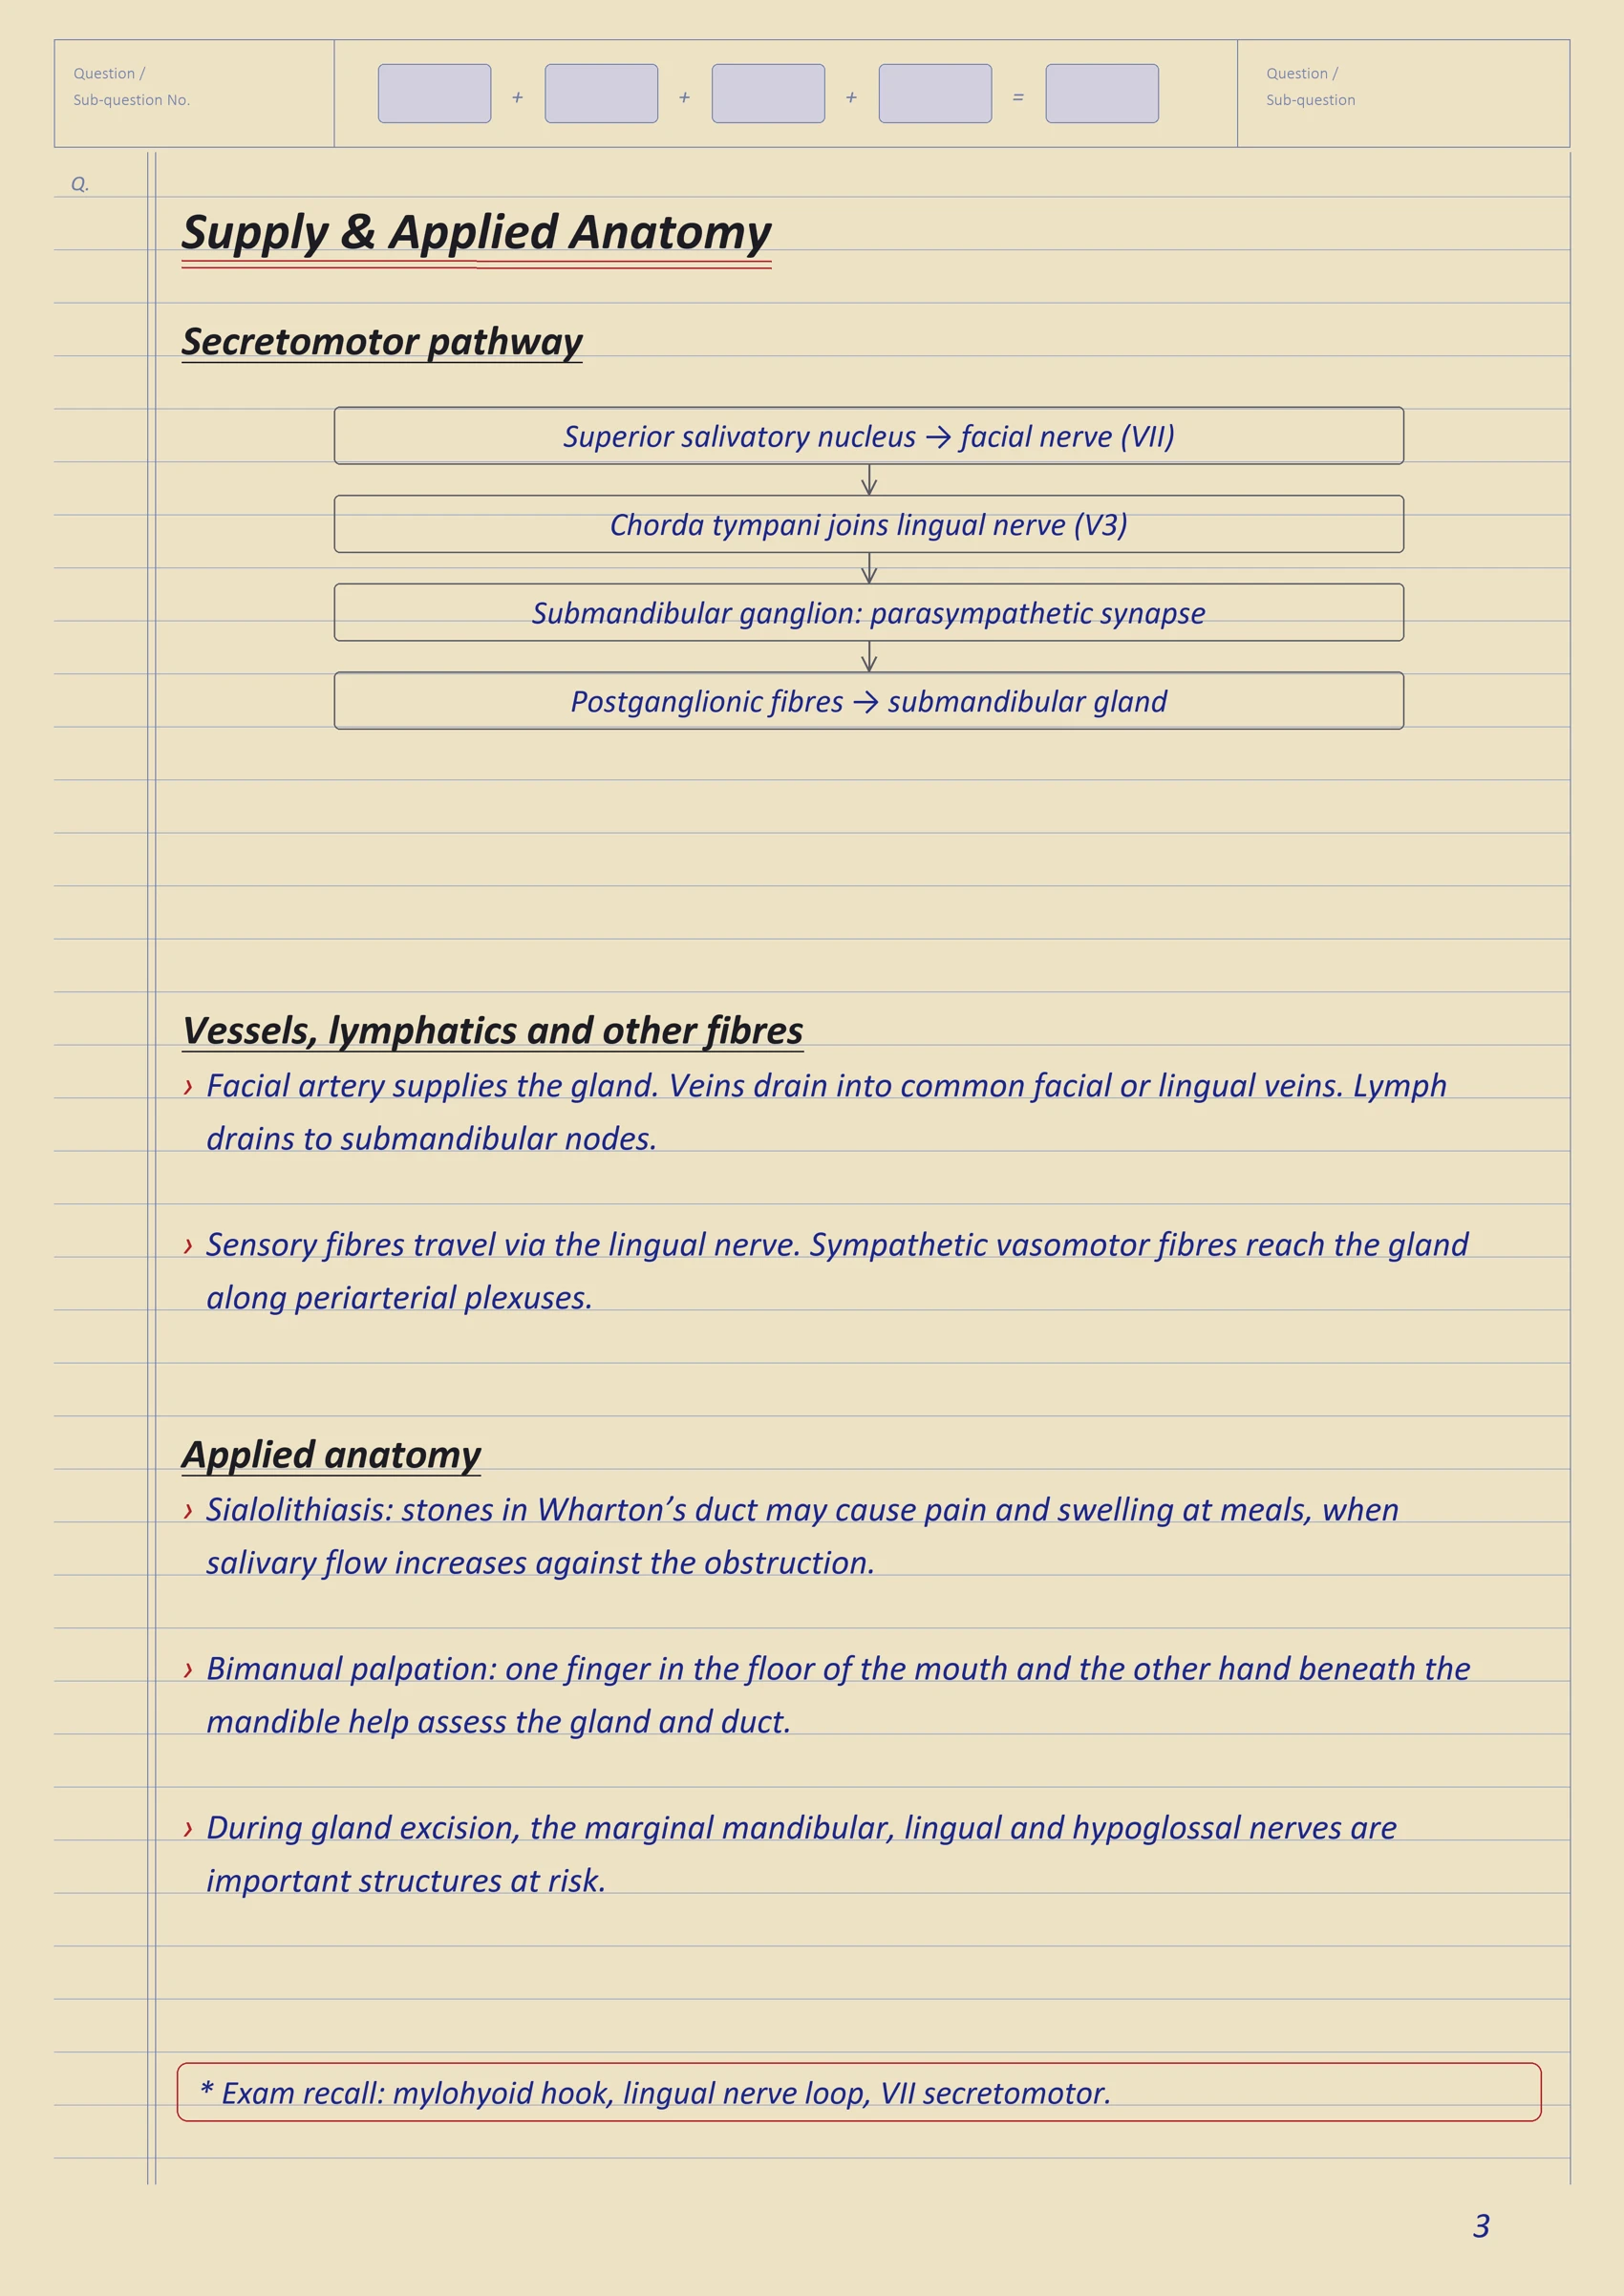 Question /
Sub-question No.
+ + + =
Question /
Sub-question
Q.
Supply & Applied Anatomy
Secretomotor pathway
Superior salivatory nucleus → facial nerve (VII)
Chorda tympani joins lingual nerve (V3)
Submandibular ganglion: parasympathetic synapse
Postganglionic fibres → submandibular gland
Vessels, lymphatics and other fibres
› Facial artery supplies the gland. Veins drain into common facial or lingual veins. Lymph
drains to submandibular nodes.
› Sensory fibres travel via the lingual nerve. Sympathetic vasomotor fibres reach the gland
along periarterial plexuses.
Applied anatomy
› Sialolithiasis: stones in Wharton’s duct may cause pain and swelling at meals, when
salivary flow increases against the obstruction.
› Bimanual palpation: one finger in the floor of the mouth and the other hand beneath the
mandible help assess the gland and duct.
› During gland excision, the marginal mandibular, lingual and hypoglossal nerves are
important structures at risk.
* Exam recall: mylohyoid hook, lingual nerve loop, VII secretomotor.
3